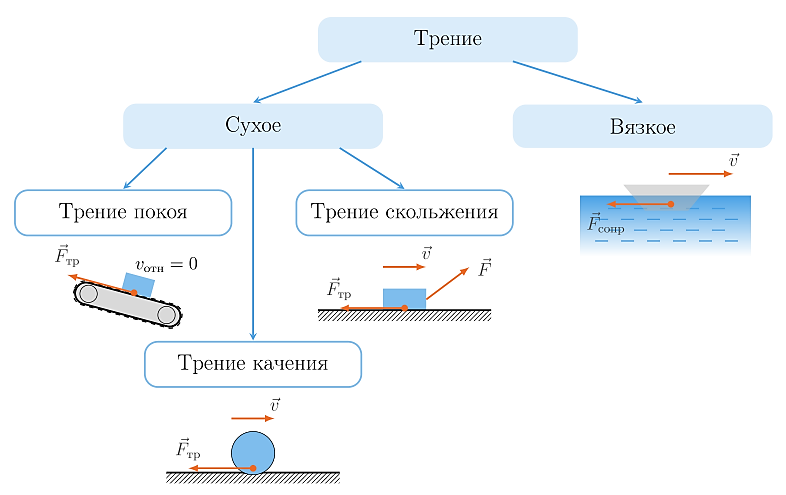 Трение
Сухое
Вязкое
v⃗
Трение покоя
Трение скольжения
F⃗сопр
F⃗тр
vотн = 0
v⃗
F⃗
F⃗тр
Трение качения
v⃗
F⃗тр